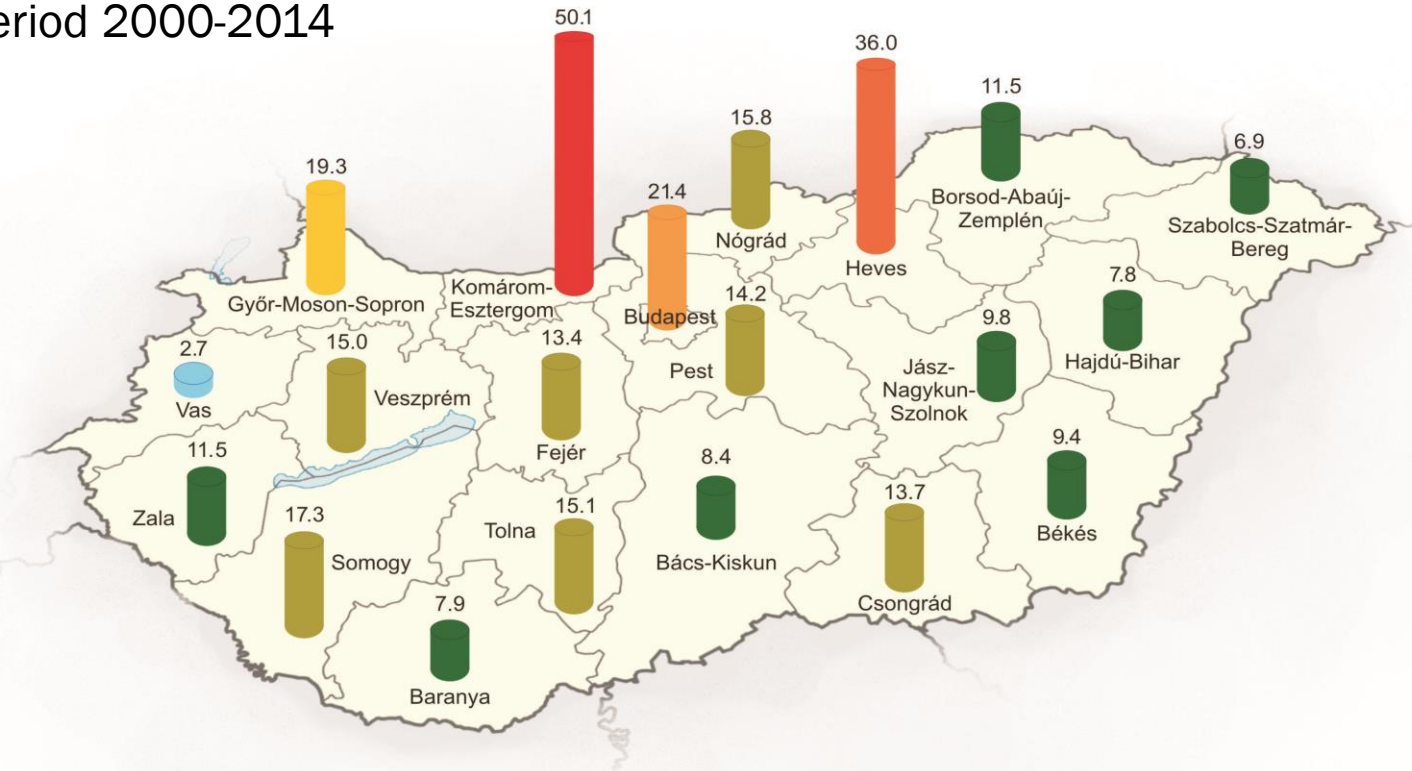 eriod 2000-2014
50.1
Komárom-
Esztergom
36.0
Heves
11.5
Borsod-Abaúj-
Zemplén
6.9
Szabolcs-Szatmár-
Bereg
15.8
Nógrád
19.3
Győr-Moson-Sopron
21.4
Budapest
14.2
Pest
7.8
Hajdú-Bihar
9.8
Jász-
Nagykun-
Szolnok
2.7
Vas
15.0
Veszprém
13.4
Fejér
11.5
Zala
17.3
Somogy
15.1
Tolna
8.4
Bács-Kiskun
13.7
Csongrád
9.4
Békés
7.9
Baranya